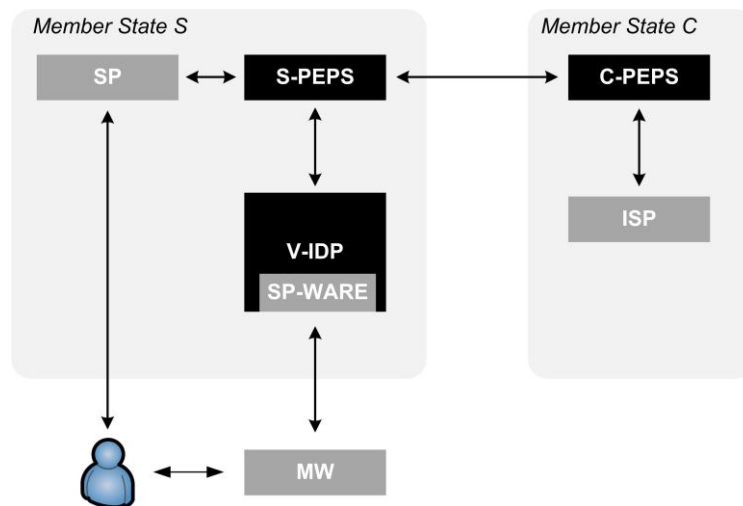 Member State S
Member State C
SP
S-PEPS
C-PEPS
ISP
V-IDP
SP-WARE
MW